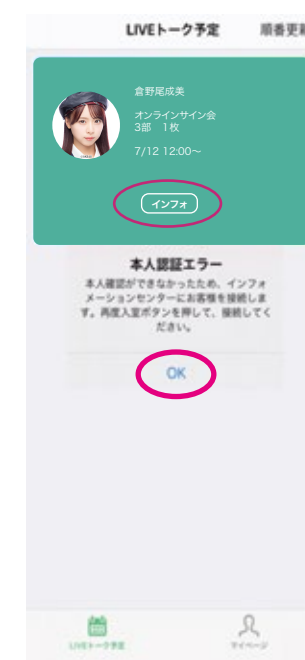 LIVEトーク予定
順番更新
倉野尾成美
オンラインサイン会
3部 1枚
7/12 12:00〜
インフォ
本人認証エラー
本人確認ができなかったため、インフォ
メーションセンターにお客様を接続しま
す。再度入室ボタンを押して、接続してく
ださい。
OK
LIVEトーク予定
マイページ